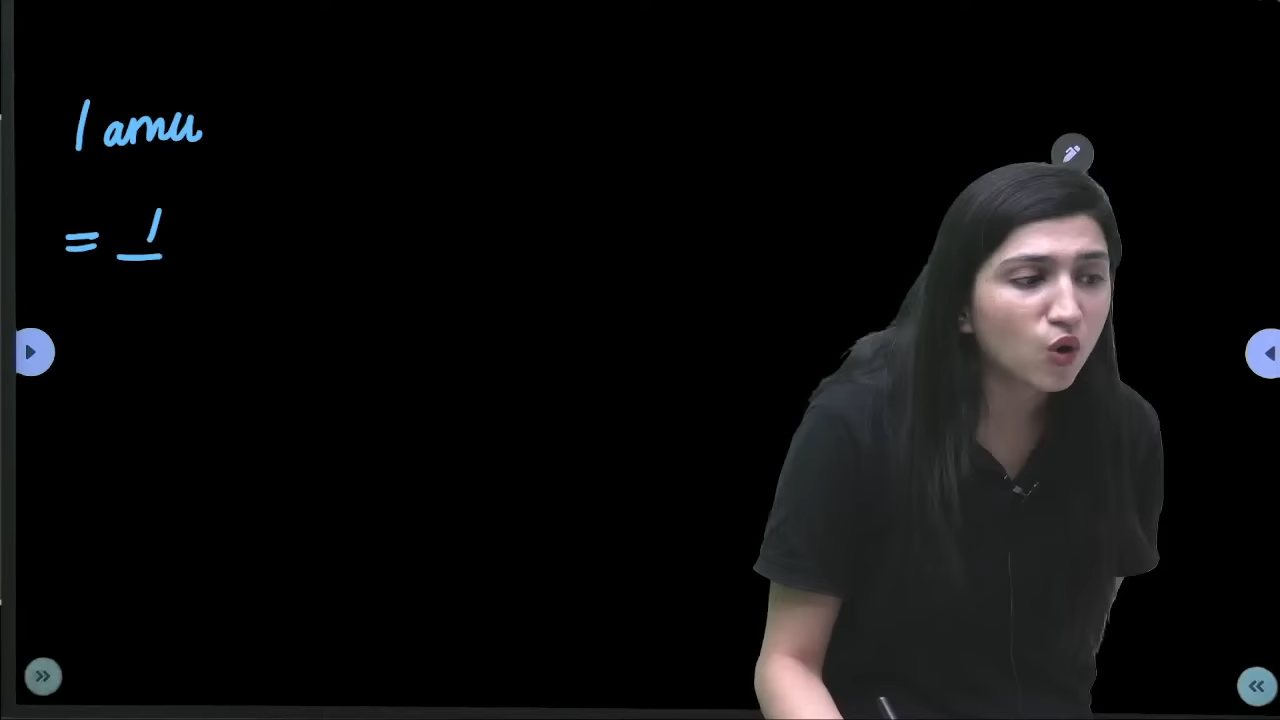 1 amu
= 1